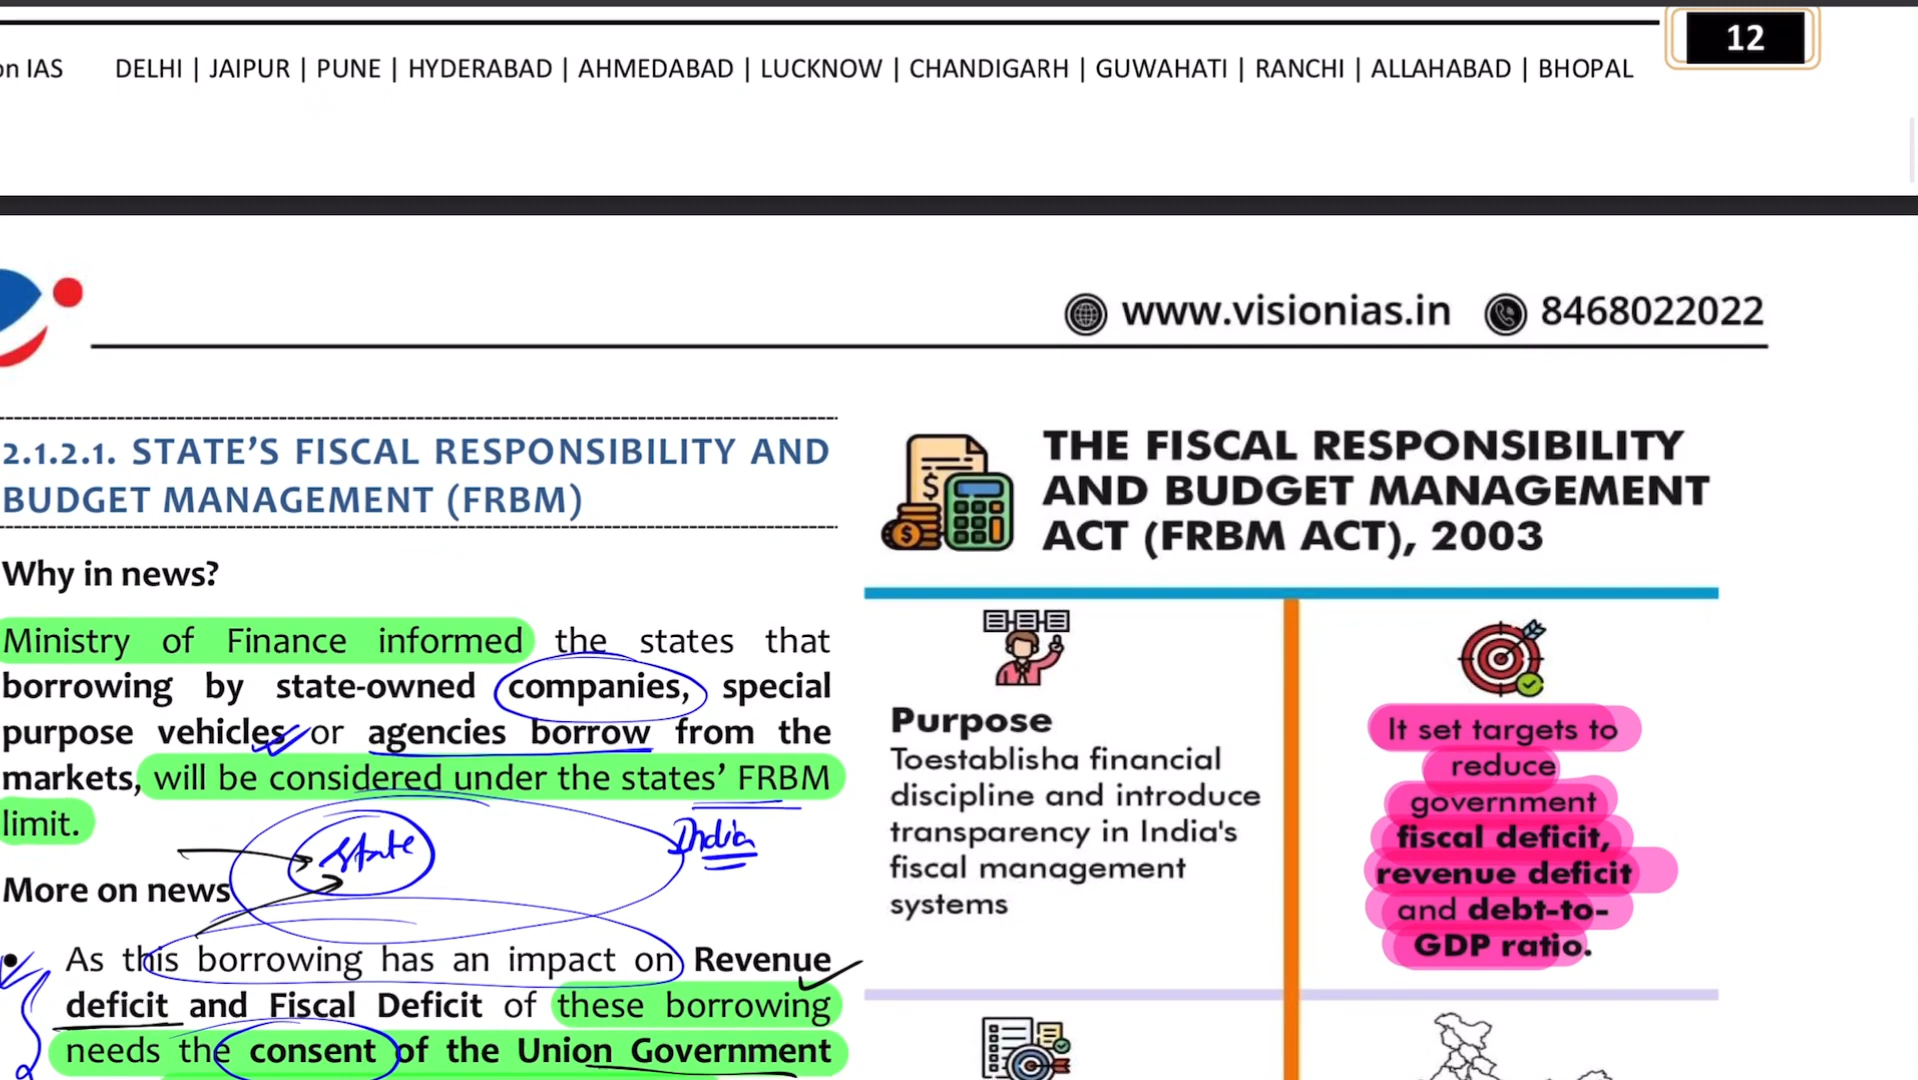 12
on IAS DELHI | JAIPUR | PUNE | HYDERABAD | AHMEDABAD | LUCKNOW | CHANDIGARH | GUWAHATI | RANCHI | ALLAHABAD | BHOPAL
www.visionias.in 8468022022
2.1.2.1. STATE’S FISCAL RESPONSIBILITY AND
BUDGET MANAGEMENT (FRBM)
Why in news?
Ministry of Finance informed the states that
borrowing by state-owned companies, special
purpose vehicles or agencies borrow from the
markets, will be considered under the states’ FRBM
limit.
State
India
More on news
• As this borrowing has an impact on Revenue
deficit and Fiscal Deficit of these borrowing
needs the consent of the Union Government
THE FISCAL RESPONSIBILITY
AND BUDGET MANAGEMENT
ACT (FRBM ACT), 2003
Purpose
Toestablisha financial
discipline and introduce
transparency in India's
fiscal management
systems
It set targets to
reduce
government
fiscal deficit,
revenue deficit
and debt-to-
GDP ratio.